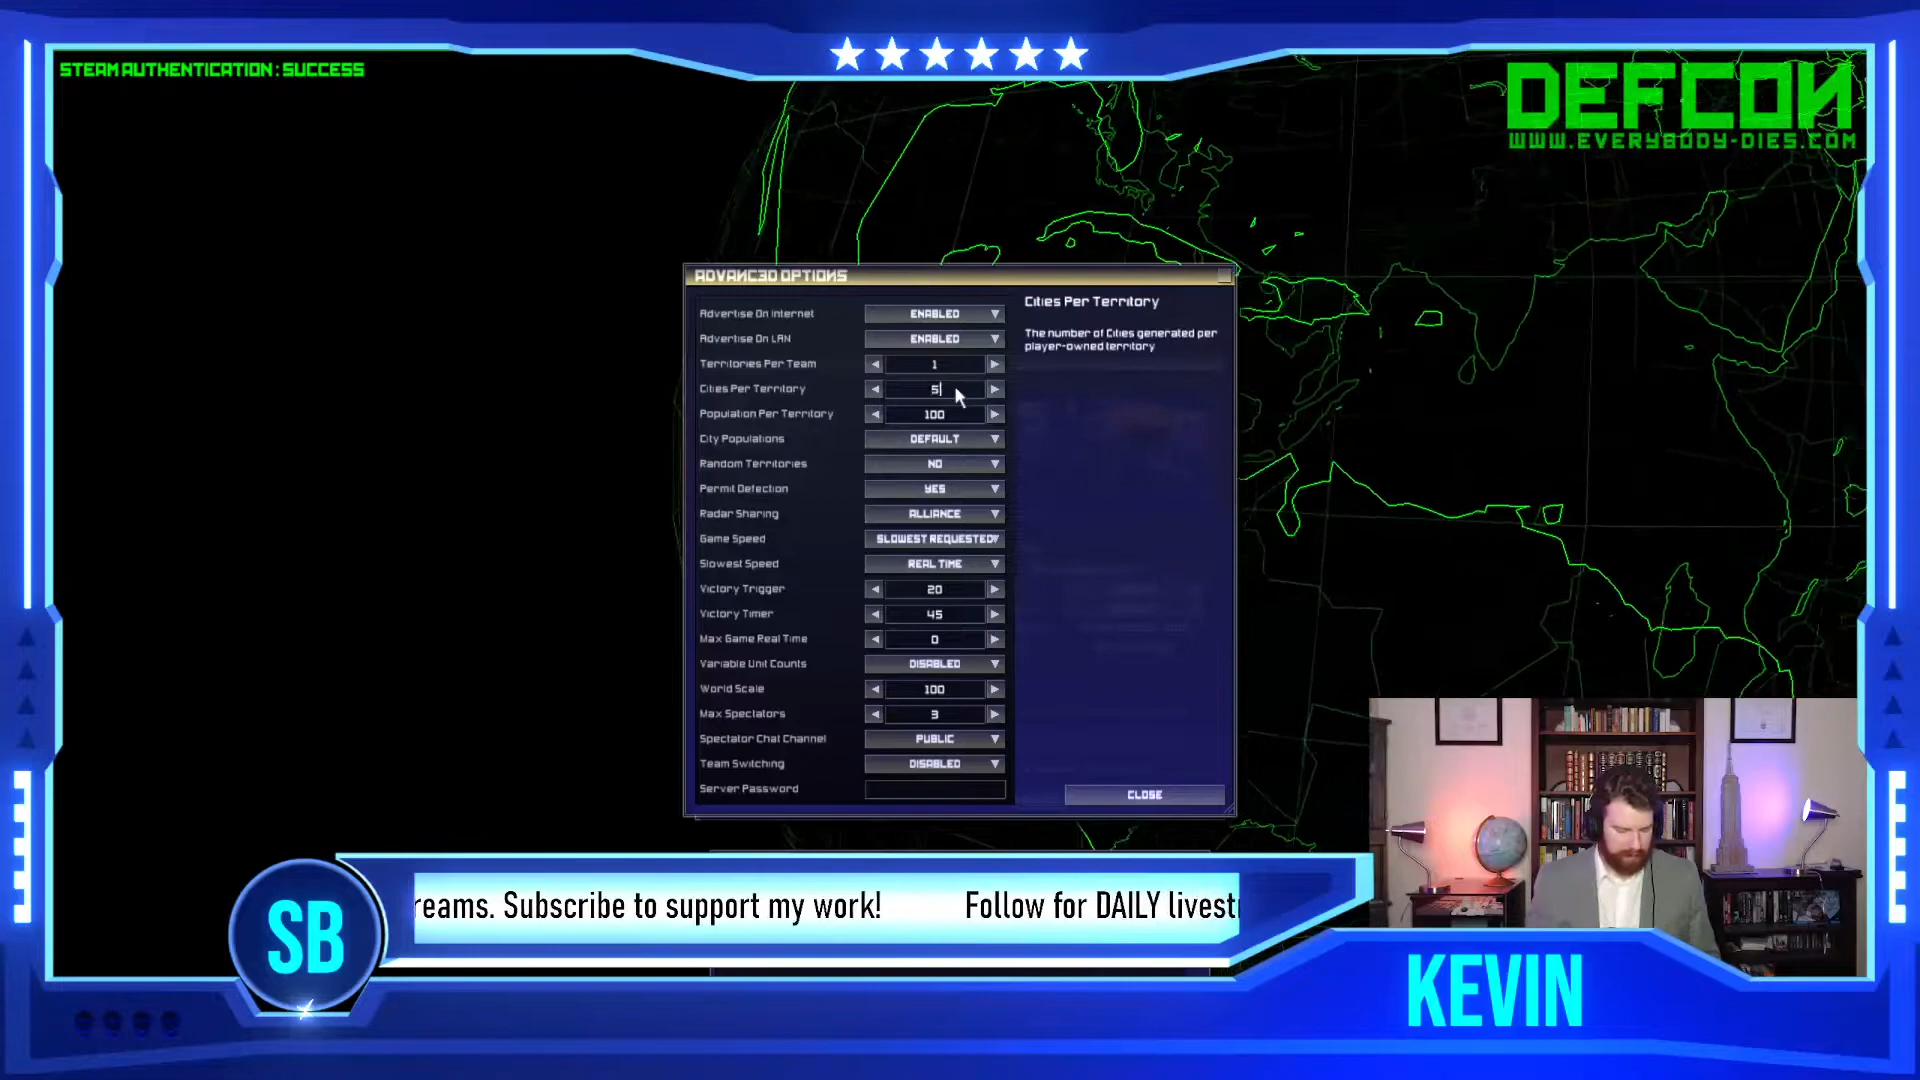 STEAM AUTHENTICATION : SUCCESS
DEFCON
WWW.EVERYBODY-DIES.COM
ADVANCED OPTIONS
Advertise On Internet ENABLED
Advertise On LAN ENABLED
Territories Per Team 1
Cities Per Territory 5
Population Per Territory 100
City Populations DEFAULT
Random Territories NO
Permit Defection YES
Radar Sharing ALLIANCE
Game Speed SLOWEST REQUESTED
Slowest Speed REAL TIME
Victory Trigger 20
Victory Timer 45
Max Game Real Time 0
Variable Unit Counts DISABLED
World Scale 100
Max Spectators 3
Spectator Chat Channel PUBLIC
Team Switching DISABLED
Server Password
Cities Per Territory
The number of Cities generated per
player-owned territory
CLOSE
SB
reams. Subscribe to support my work! Follow for DAILY livest
KEVIN